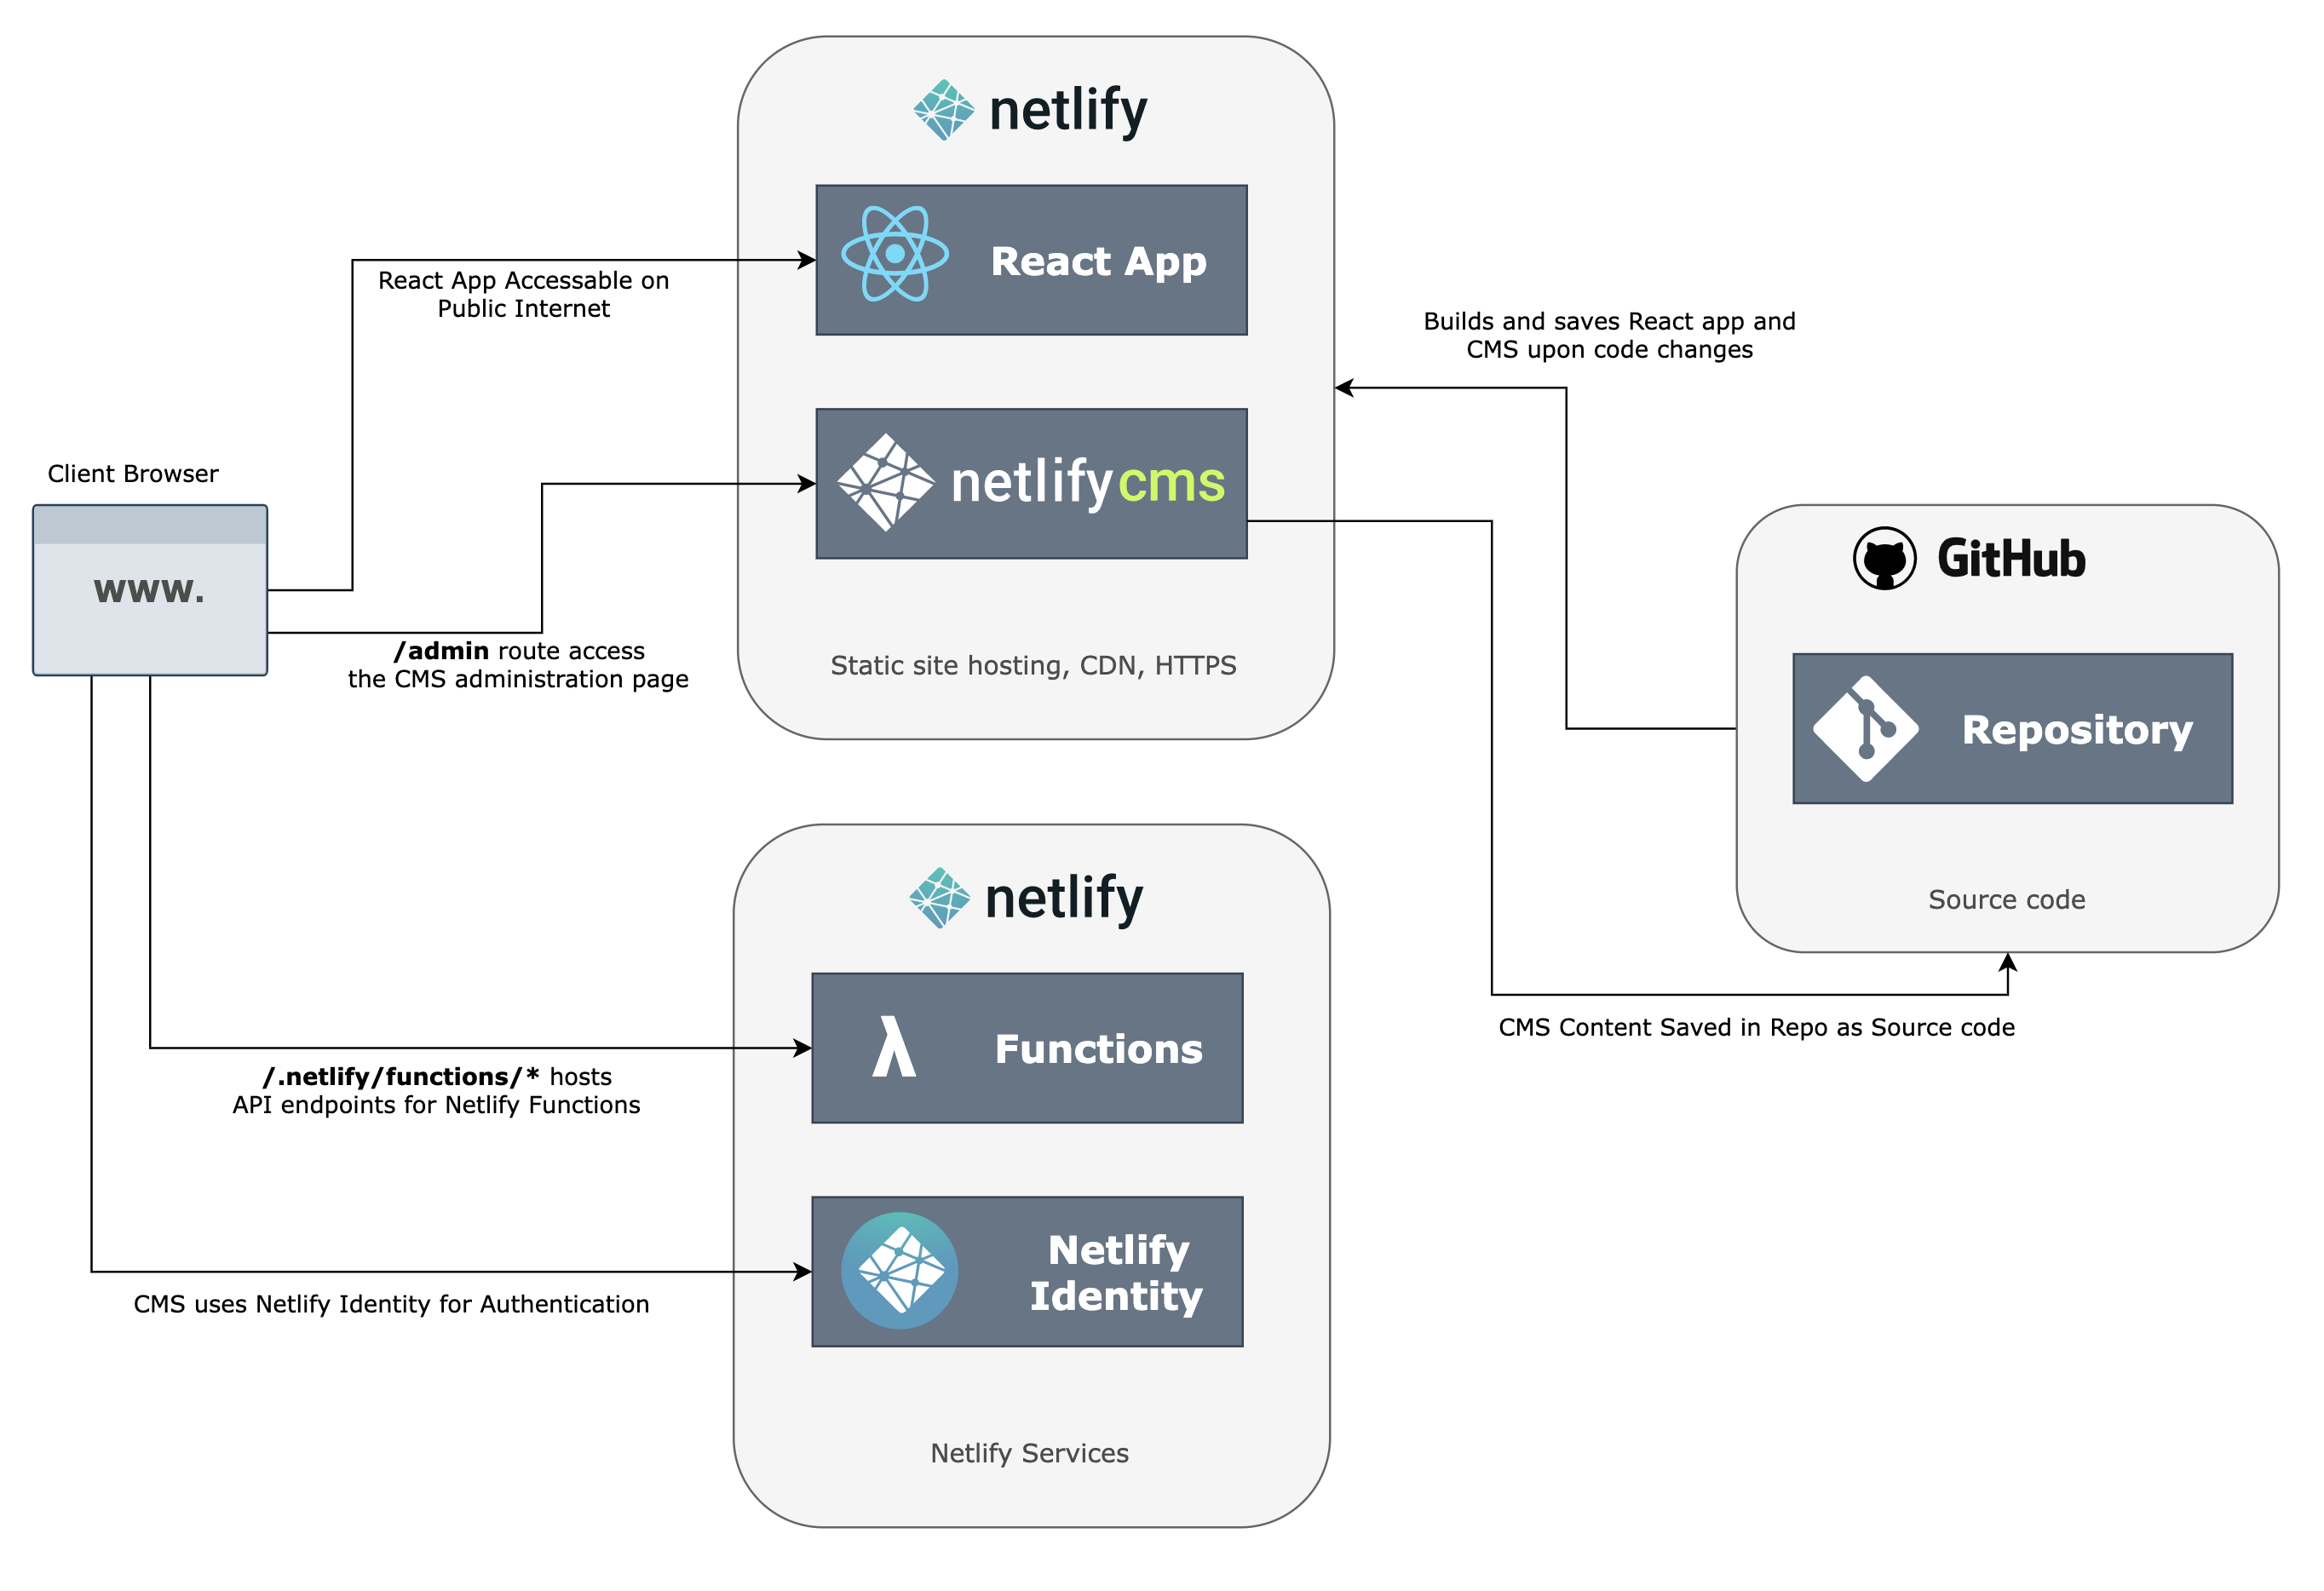 netlify
React App
React App Accessable on
Public Internet
Builds and saves React app and
CMS upon code changes
netlifycms
Client Browser
www.
/admin route access
the CMS administration page
Static site hosting, CDN, HTTPS
GitHub
Repository
Source code
netlify
Functions
CMS Content Saved in Repo as Source code
/.netlify/functions/* hosts
API endpoints for Netlify Functions
Netlify
Identity
CMS uses Netlify Identity for Authentication
Netlify Services